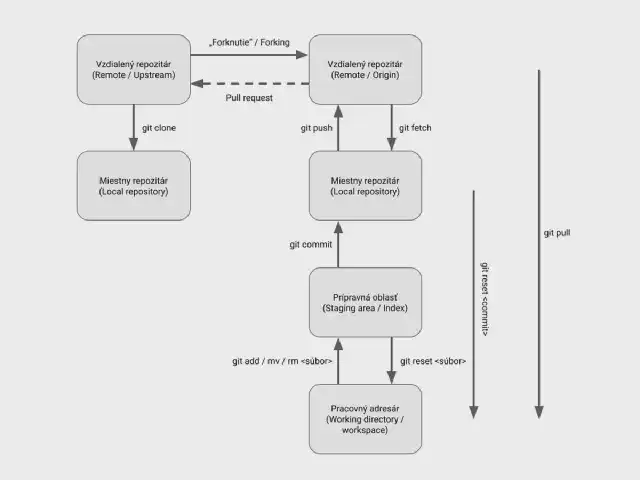 „Forknutie“ / Forking
Vzdialený repozitár
(Remote / Upstream)
Vzdialený repozitár
(Remote / Origin)
Pull request
git clone
git push
git fetch
Miestny repozitár
(Local repository)
Miestny repozitár
(Local repository)
git pull
git commit
git reset <commit>
Prípravná oblasť
(Staging area / Index)
git add / mv / rm <súbor>
git reset <súbor>
Pracovný adresár
(Working directory /
workspace)